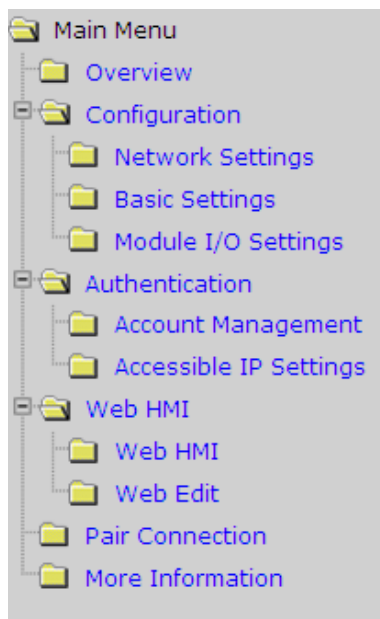 Main Menu
Overview
Configuration
Network Settings
Basic Settings
Module I/O Settings
Authentication
Account Management
Accessible IP Settings
Web HMI
Web HMI
Web Edit
Pair Connection
More Information